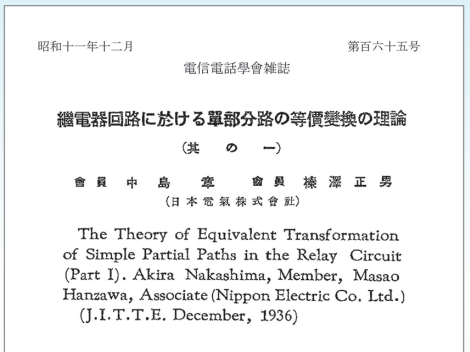 昭和十一年十二月 第百六十五号
電信電話學會雑誌
繼電器回路に於ける單部分路の等價變換の理論
(其の一)
會員 中島 章 會員 榛澤正男
(日本電氣株式會社)
The Theory of Equivalent Transformation
of Simple Partial Paths in the Relay Circuit
(Part I). Akira Nakashima, Member, Masao
Hanzawa, Associate (Nippon Electric Co. Ltd.)
(J.I.T.T.E. December, 1936)